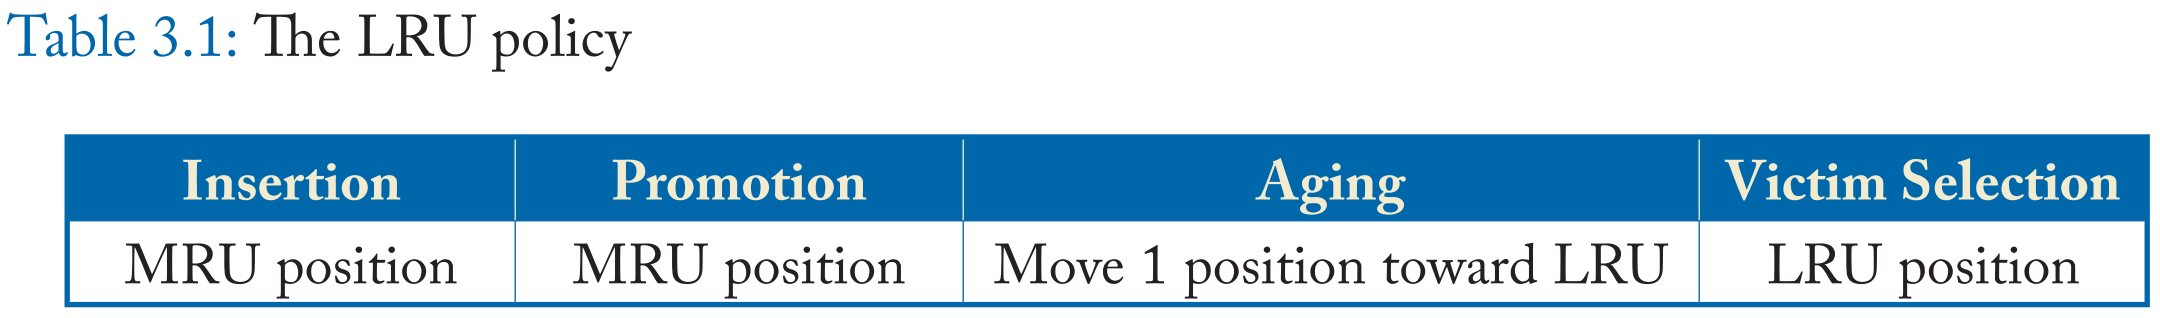 Table 3.1: The LRU policy
Insertion Promotion Aging Victim Selection
MRU position MRU position Move 1 position toward LRU LRU position